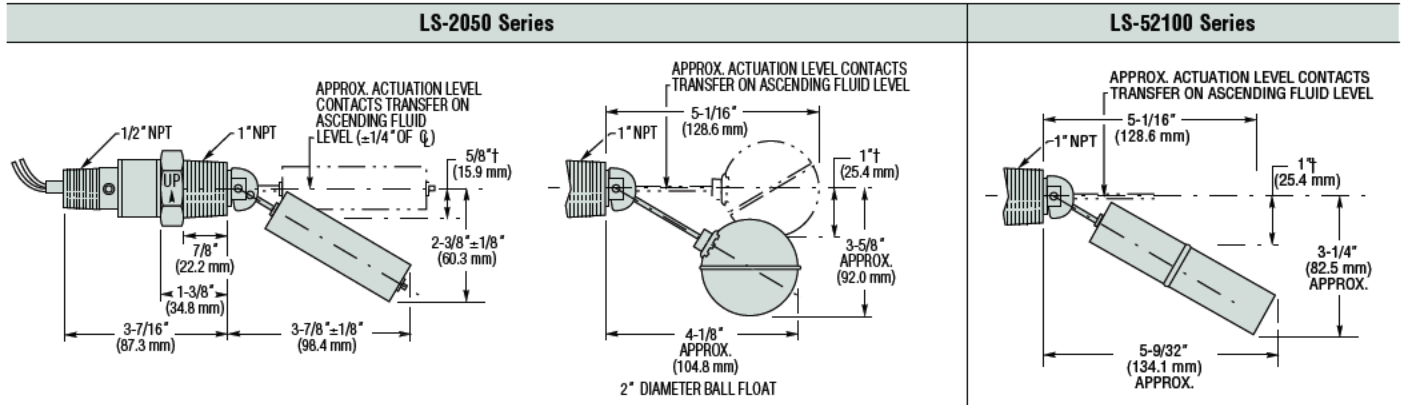 LS-2050 Series
LS-52100 Series
APPROX. ACTUATION LEVEL
CONTACTS TRANSFER ON
ASCENDING FLUID
LEVEL (±1/4" OF ℄)
1/2" NPT
1" NPT
UP
5/8"†
(15.9 mm)
7/8"
(22.2 mm)
1-3/8"
(34.8 mm)
2-3/8"±1/8"
(60.3 mm)
3-7/16"
(87.3 mm)
3-7/8"±1/8"
(98.4 mm)
APPROX. ACTUATION LEVEL CONTACTS
TRANSFER ON ASCENDING FLUID LEVEL
5-1/16"
(128.6 mm)
1" NPT
1"†
(25.4 mm)
3-5/8"
APPROX.
(92.0 mm)
4-1/8"
APPROX.
(104.8 mm)
2" DIAMETER BALL FLOAT
APPROX. ACTUATION LEVEL CONTACTS
TRANSFER ON ASCENDING FLUID LEVEL
5-1/16"
(128.6 mm)
1" NPT
1"†
(25.4 mm)
3-1/4"
(82.5 mm)
APPROX.
5-9/32"
(134.1 mm)
APPROX.